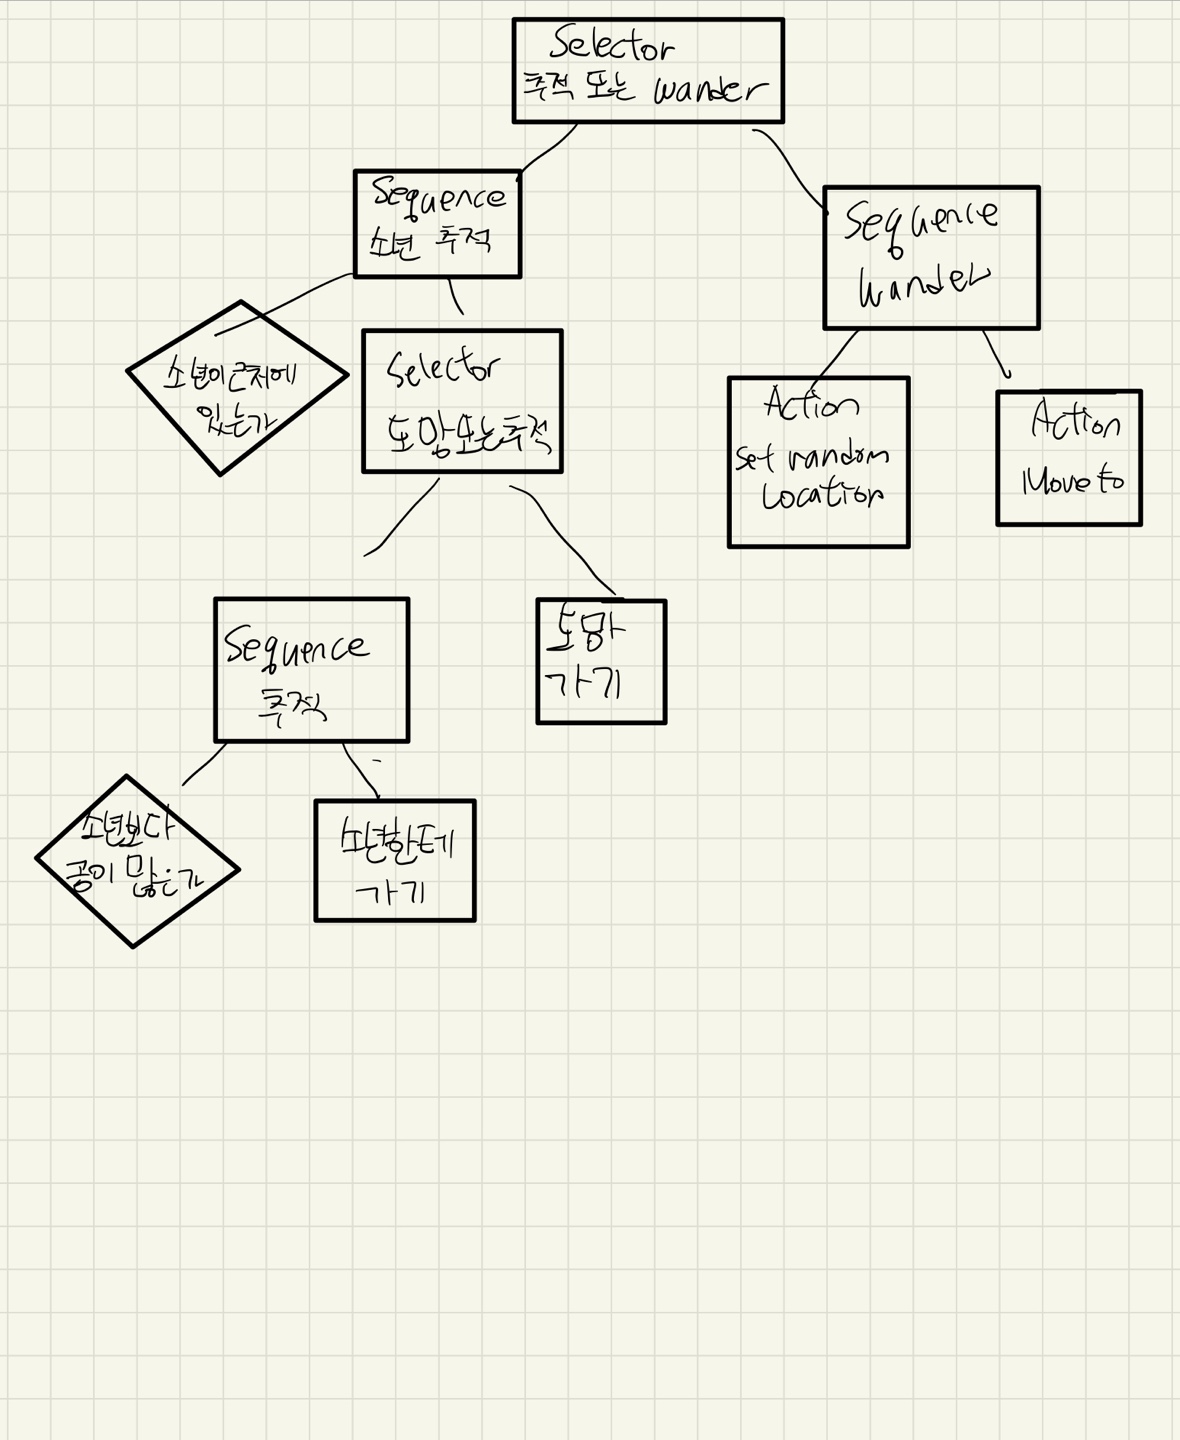 Selector
추적 또는 wander
Sequence
소년 추적
Sequence
Wander
소년이근처에
있는가
Selector
도망또는추적
Action
Set random
Location
Action
Move to
Sequence
추적
도망
가기
소년보다
공이 많은가
소년한테
가기